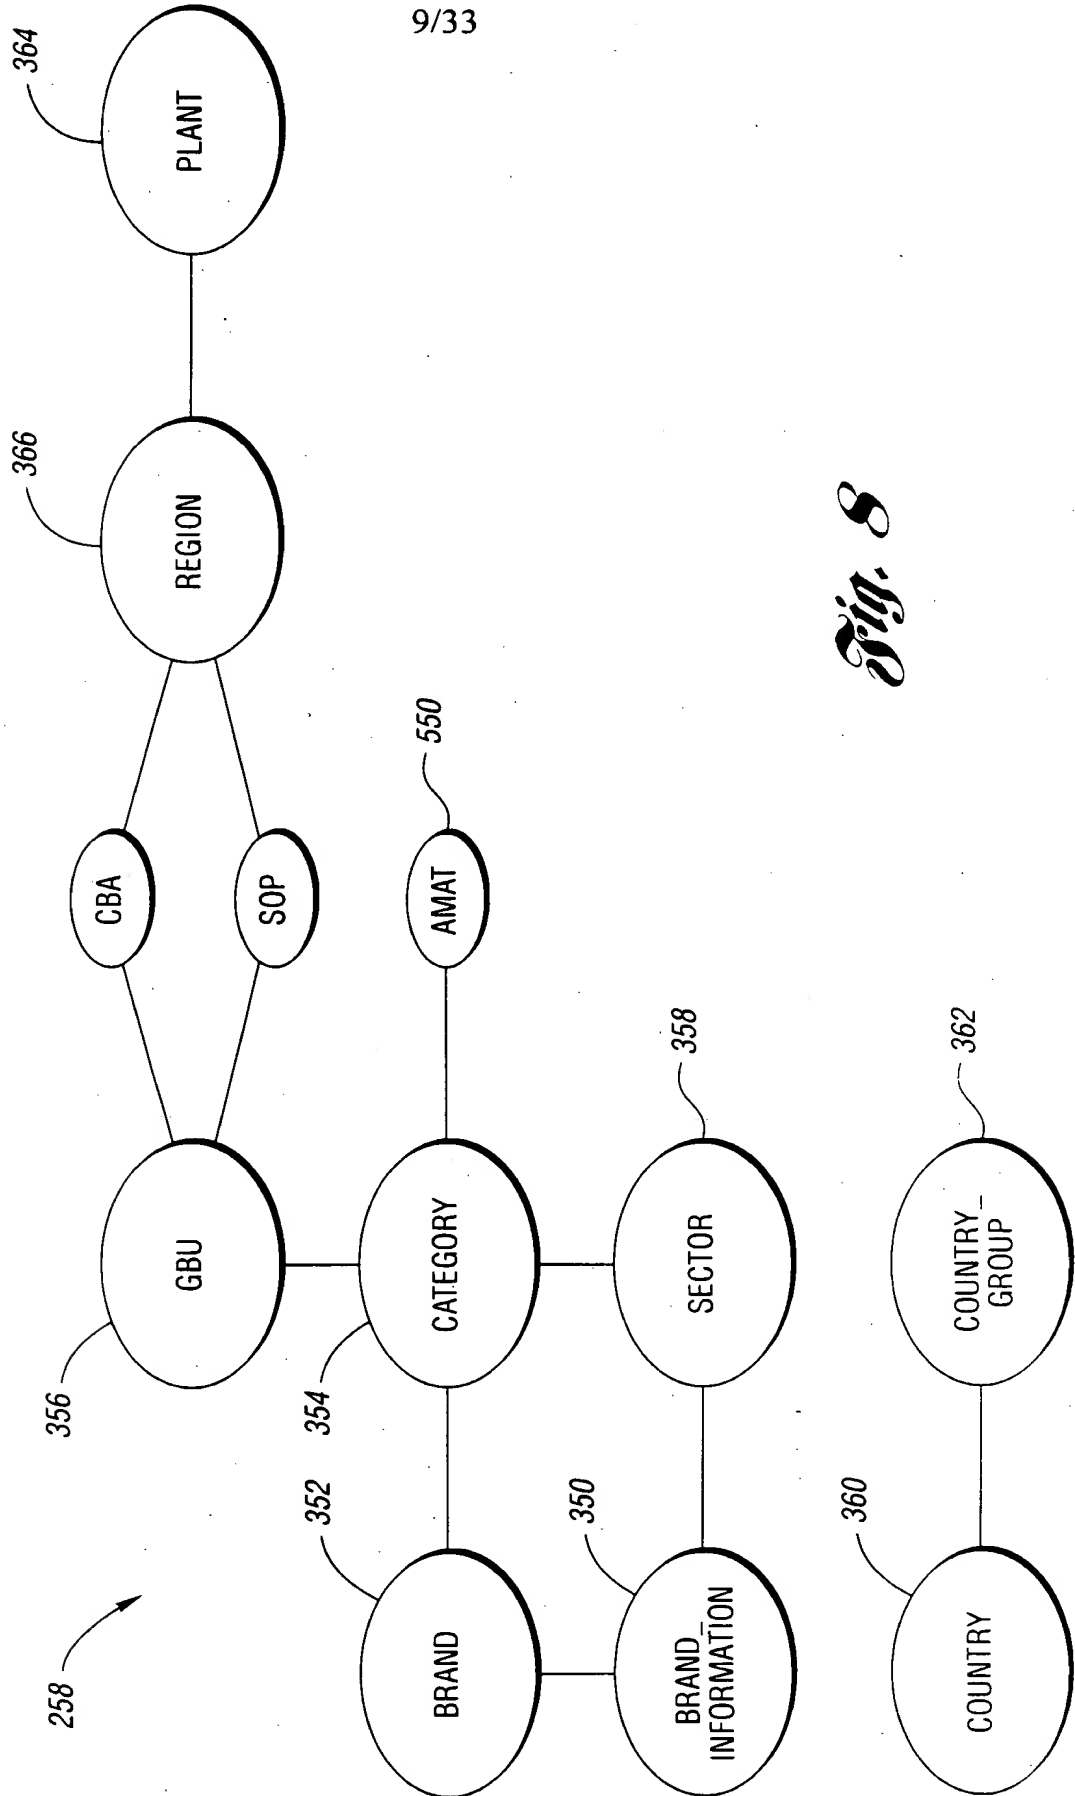 9/33
258
356
GBU
CBA
SOP
366
REGION
364
PLANT
352
BRAND
354
CATEGORY
AMAT
550
350
BRAND_
INFORMATION
SECTOR
358
360
COUNTRY
COUNTRY_
GROUP
362
Fig. 8